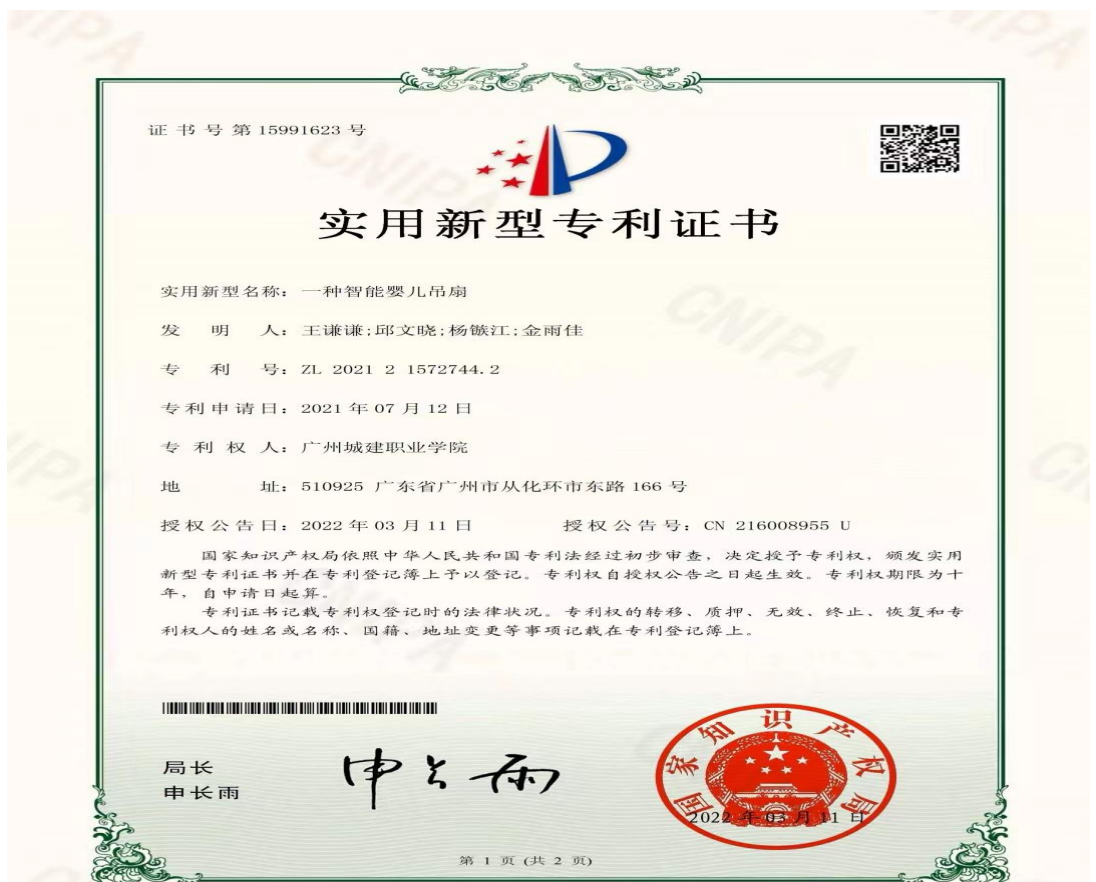 证书号第15991623号
实用新型专利证书
实用新型名称：一种智能婴儿吊扇
发明人：王谦谦;邱文晓;杨镞江;金雨佳
专利号：ZL 2021 2 1572744.2
专利申请日：2021年07月12日
专利权人：广州城建职业学院
地址：510925 广东省广州市从化环市东路166号
授权公告日：2022年03月11日 授权公告号：CN 216008955 U
国家知识产权局依照中华人民共和国专利法经过初步审查，决定授予专利权，颁发实用
新型专利证书并在专利登记簿上予以登记。专利权自授权公告之日起生效。专利权期限为十
年，自申请日起算。
专利证书记载专利权登记时的法律状况。专利权的转移、质押、无效、终止、恢复和专
利权人的姓名或名称、国籍、地址变更等事项记载在专利登记簿上。
局长
申长雨
申长雨
国家知识产权局
2022年03月11日
第 1 页 (共 2 页)
CNIPA
CNIPA
CNIPA
CNIPA